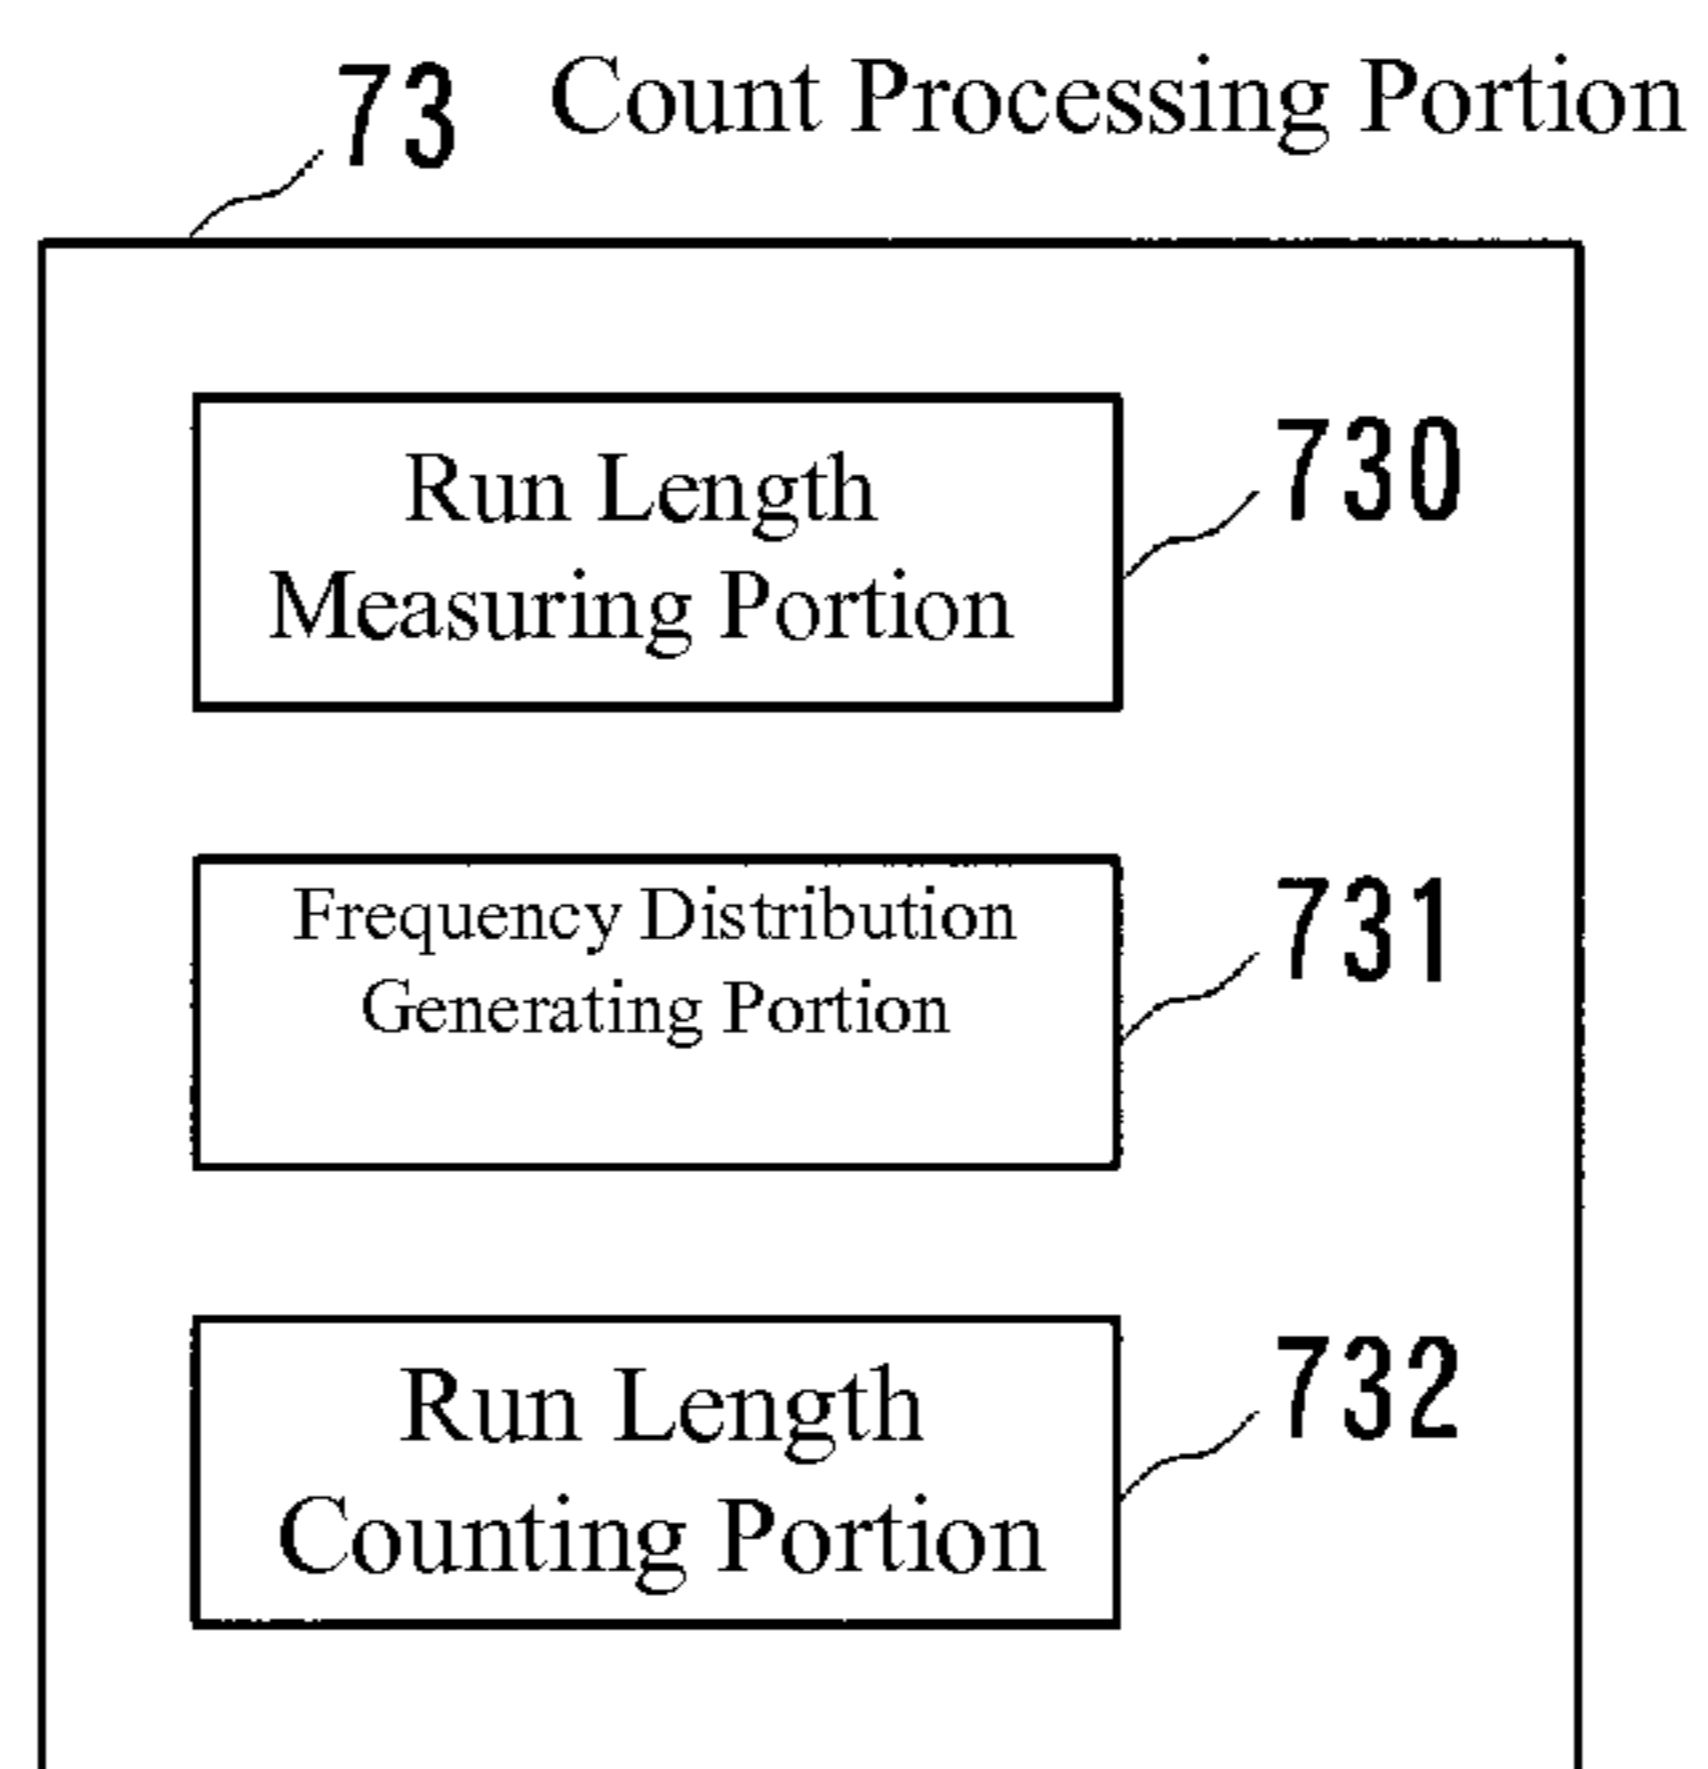 73 Count Processing Portion
Run Length
Measuring Portion
730
Frequency Distribution
Generating Portion
731
Run Length
Counting Portion
732